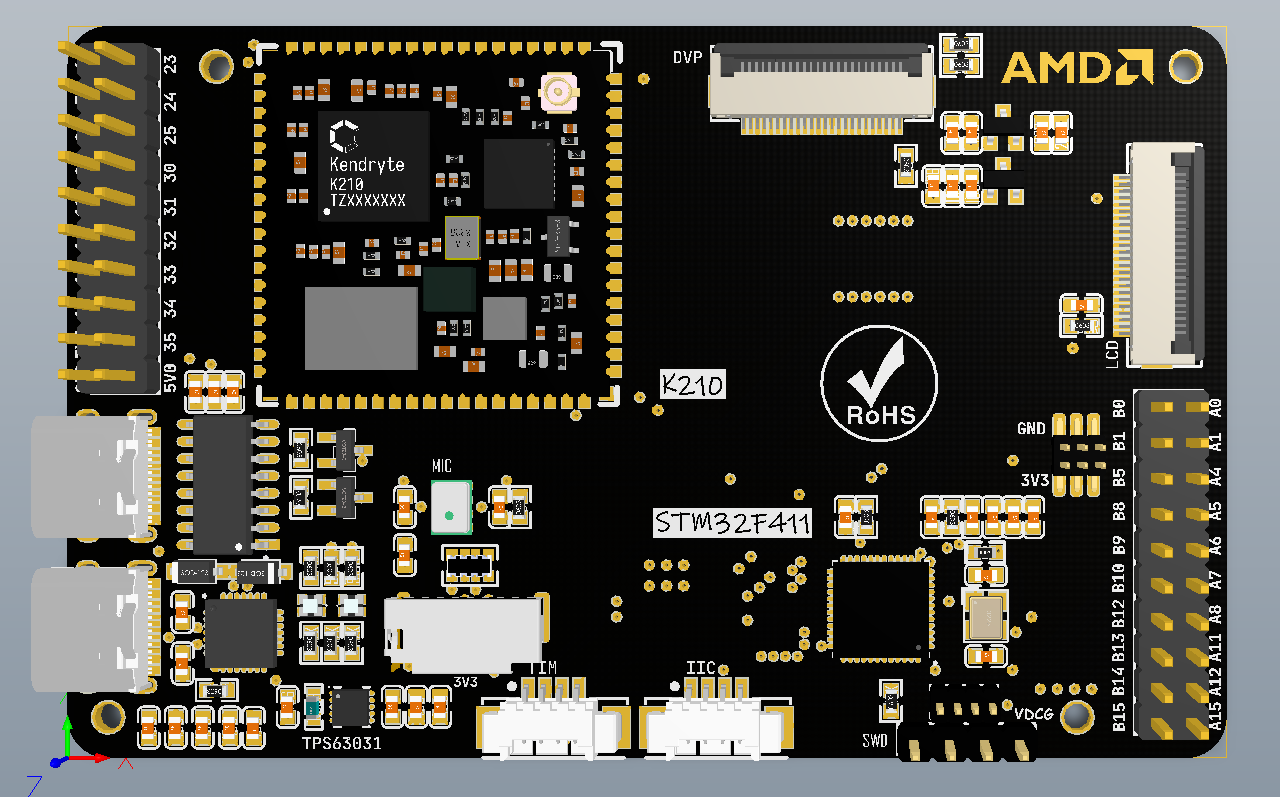 DVP
AMD
23
24
25
30
31
32
33
34
35
5V0
Kendryte
K210
TZXXXXXXX
LCD
K210
RoHS
GND
3V3
MIC
STM32F411
B0
B1
B5
B8
B9
B10
B12
B13
B14
B15
A0
A1
A4
A5
A6
A7
A8
A11
A12
A15
TIM
IIC
3V3
TPS63031
SWD
VDCG
X
Z